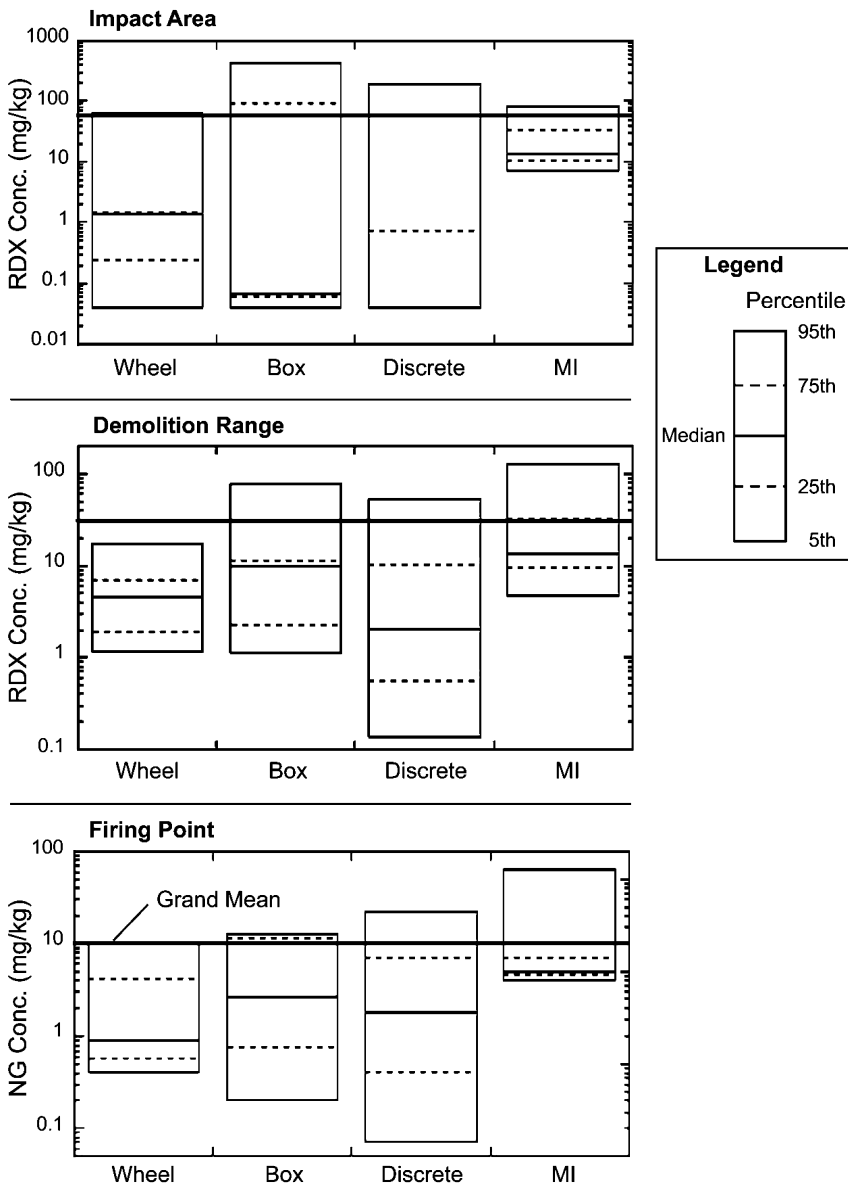 Impact Area
RDX Conc. (mg/kg)
1000
100
10
1
0.1
0.01
Wheel Box Discrete MI
Legend
Percentile
95th
75th
Median
25th
5th
Demolition Range
RDX Conc. (mg/kg)
100
10
1
0.1
Wheel Box Discrete MI
Firing Point
NG Conc. (mg/kg)
100
Grand Mean
10
1
0.1
Wheel Box Discrete MI